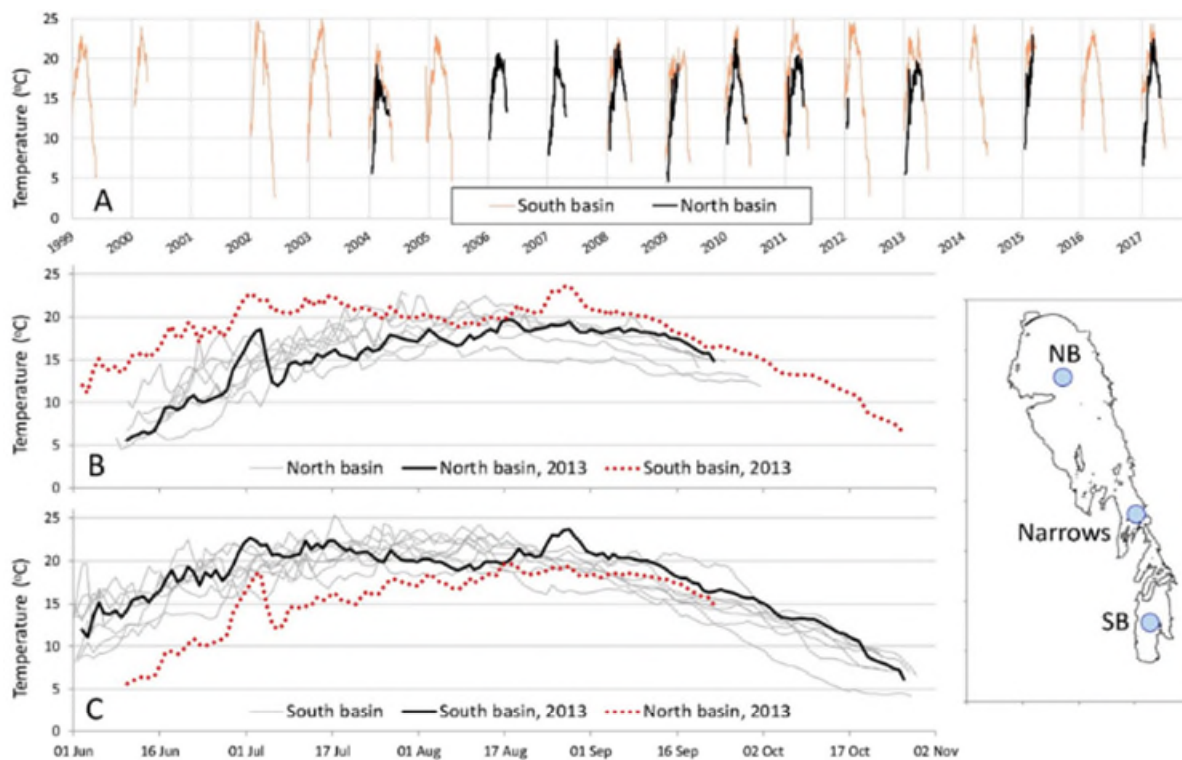 25
20
15
10
5
0
Temperature (ºC)
A
South basin North basin
1999 2000 2001 2002 2003 2004 2005 2006 2007 2008 2009 2010 2011 2012 2013 2014 2015 2016 2017
25
20
15
10
5
0
Temperature (ºC)
B
North basin North basin, 2013 South basin, 2013
25
20
15
10
5
0
Temperature (ºC)
C
South basin South basin, 2013 North basin, 2013
01 Jun 16 Jun 01 Jul 17 Jul 01 Aug 17 Aug 01 Sep 16 Sep 02 Oct 17 Oct 02 Nov
NB
Narrows
SB